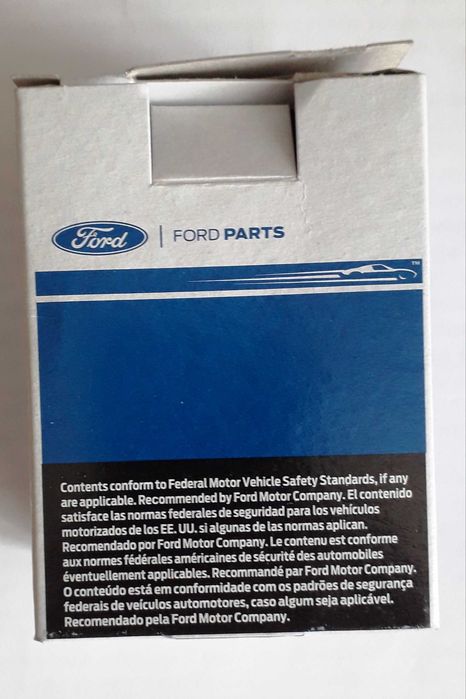 Ford | FORD PARTS
™
Contents conform to Federal Motor Vehicle Safety Standards, if any
are applicable. Recommended by Ford Motor Company. El contenido
satisface las normas federales de seguridad para los vehículos
motorizados de los EE. UU. si algunas de las normas aplican.
Recomendado por Ford Motor Company. Le contenu est conforme
aux normes fédérales américaines de sécurité des automobiles
éventuellement applicables. Recommandé par Ford Motor Company.
O conteúdo está em conformidade com os padrões de segurança
federais de veículos automotores, caso algum seja aplicável.
Recomendado pela Ford Motor Company.